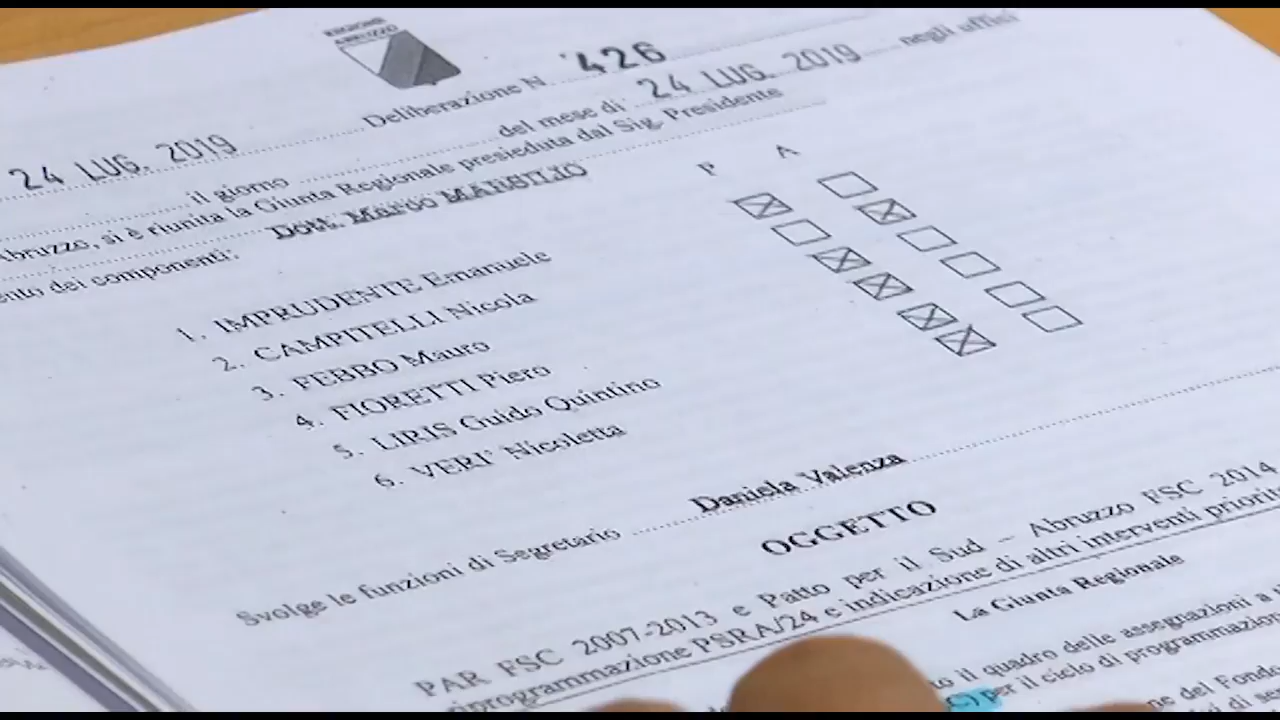 REGIONE
ABRUZZO
Deliberazione N. 426
24 LUG. 2019
il giorno del mese di 24 LUG. 2019 negli uffici
Abruzzo, si è riunita la Giunta Regionale presieduta dal Sig. Presidente
Dott. Marco MARSILIO
dei componenti:
P A
1. IMPRUDENTE Emanuele
2. CAMPITELLI Nicola
3. FEBBO Mauro
4. FIORETTI Piero
5. LIRIS Guido Quintino
6. VERI' Nicoletta
Svolge le funzioni di Segretario Daniela Valenza
OGGETTO
PAR FSC 2007-2013 e Patto per il Sud – Abruzzo FSC 2014
riprogrammazione PSRA/24 e indicazione di altri interventi
La Giunta Regionale
il quadro delle assegnazioni a
C) per il ciclo di
del Fondo